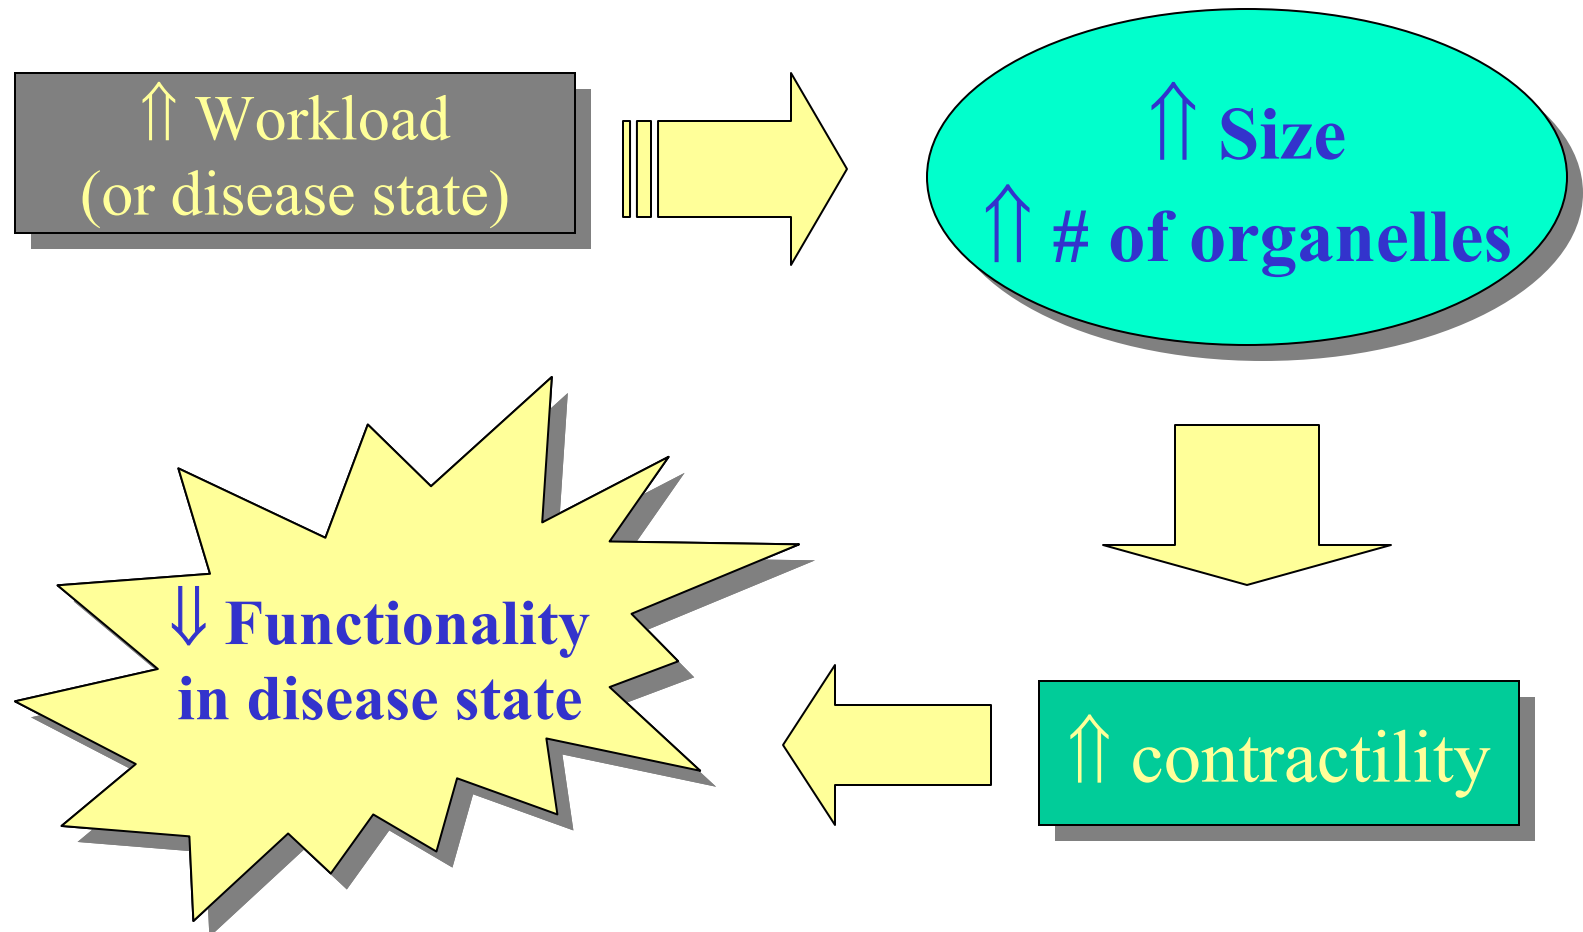 ⇑ Workload
(or disease state)
⇑ Size
⇑ # of organelles
⇑ contractility
⇓ Functionality
in disease state